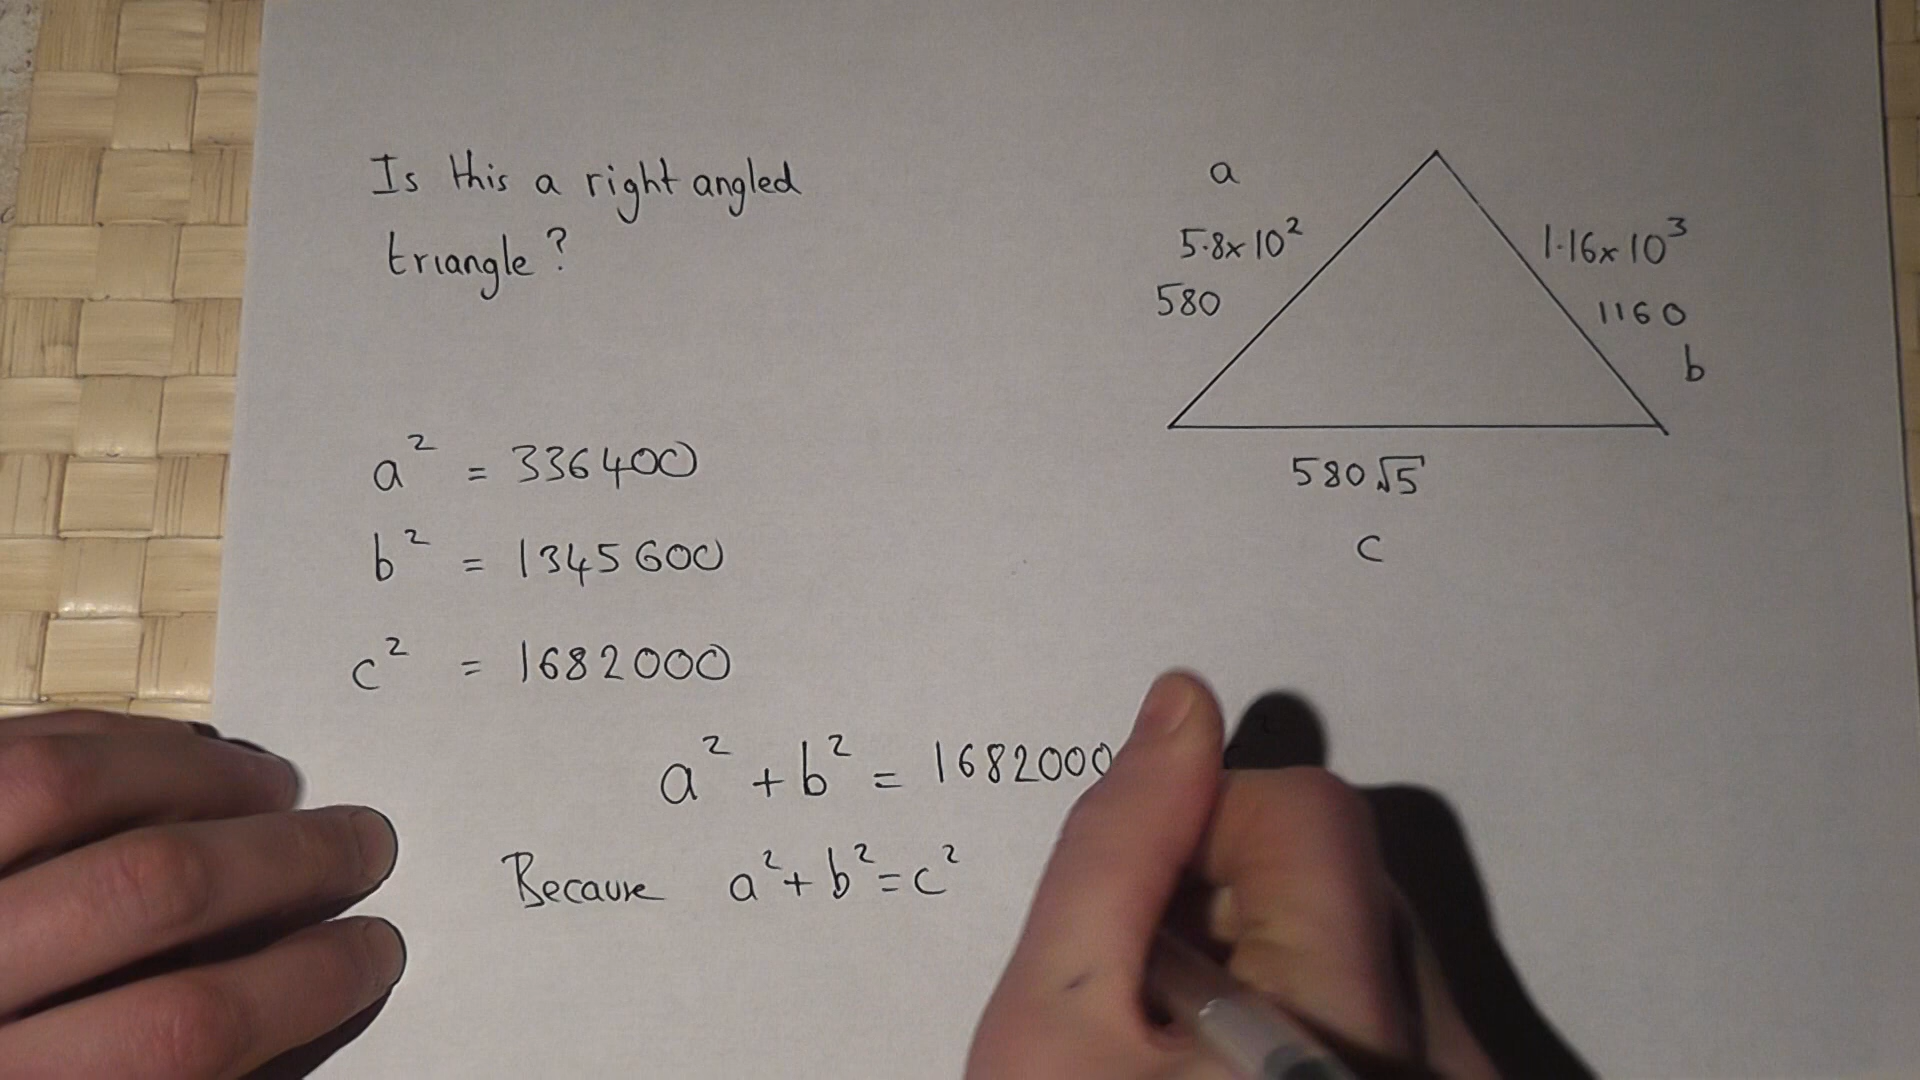 Is this a right angled
triangle?
a
5.8x10²
580
1.16x10³
1160
b
580√5
c
a² = 336400
b² = 1345600
c² = 1682000
a² + b² = 1682000
Because a² + b² = c²